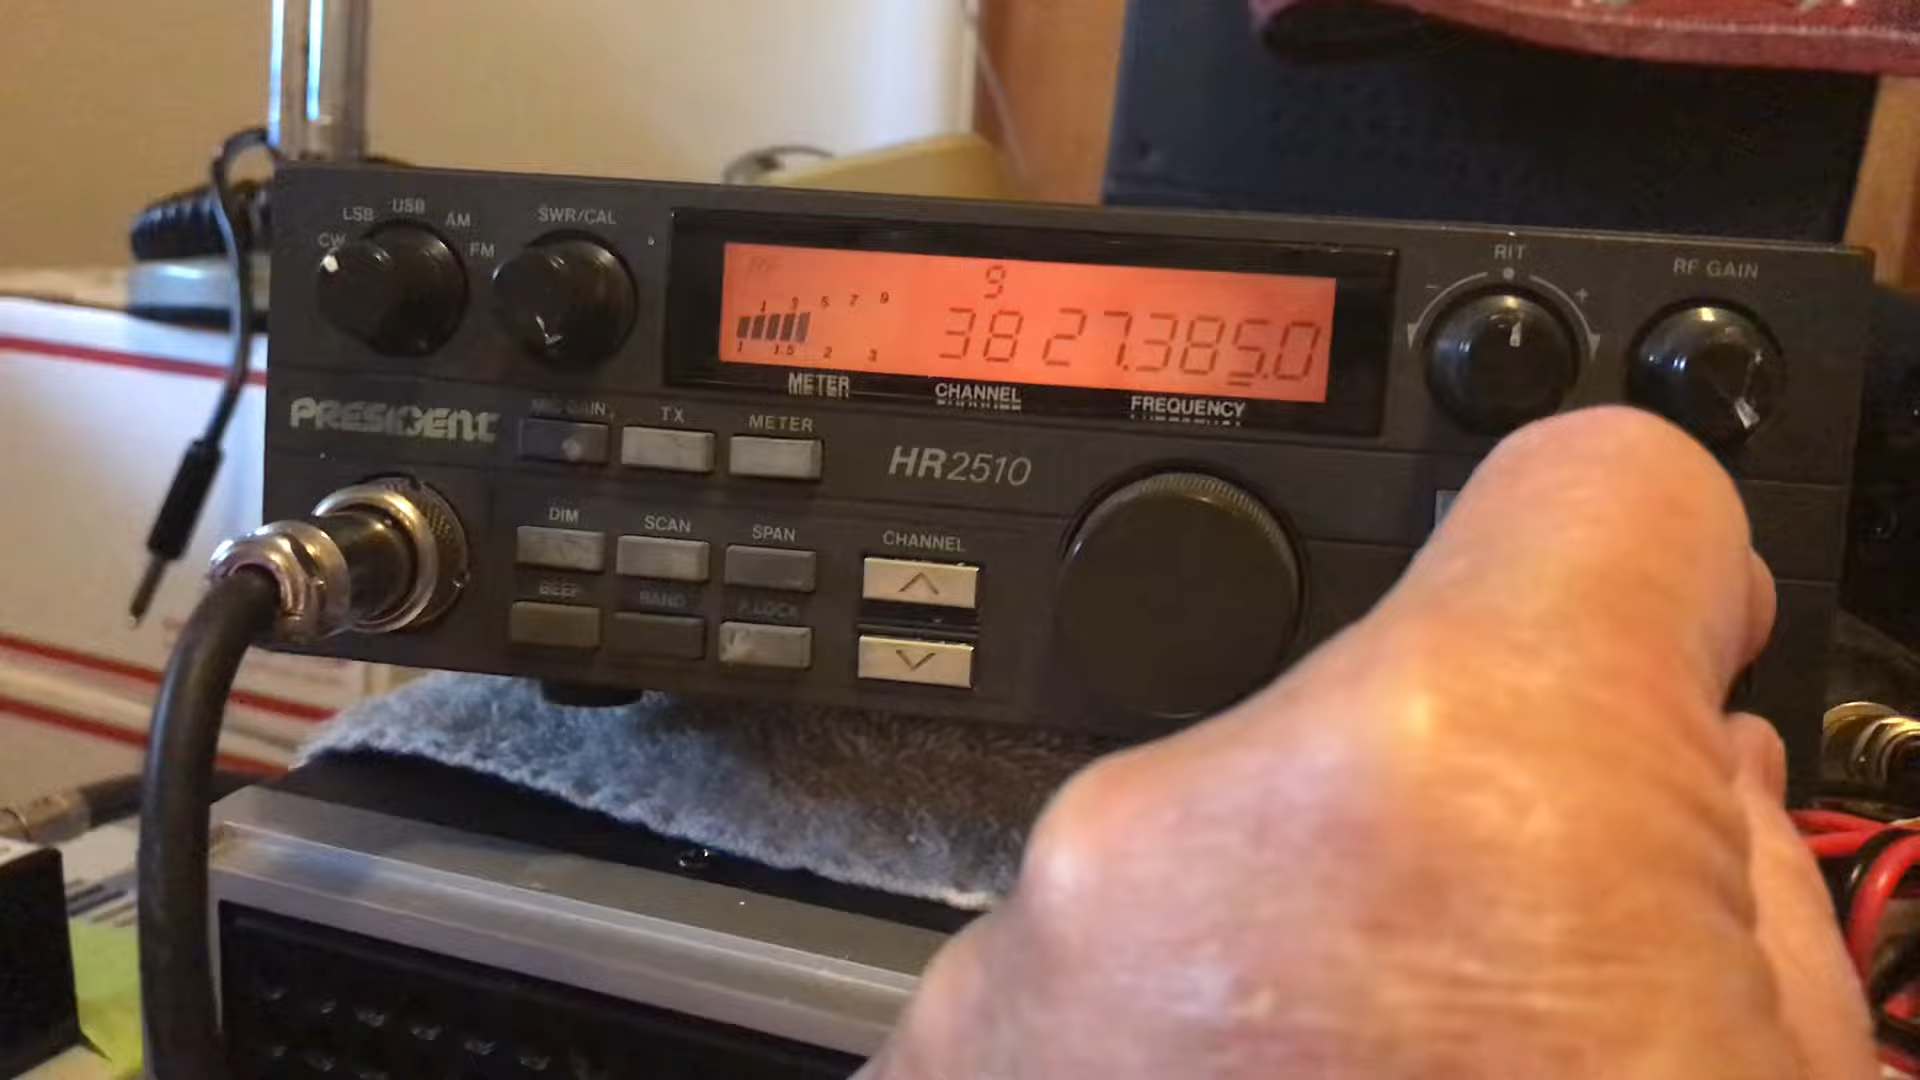 CW LSB USB AM FM
SWR/CAL
1 3 5 7 9
1 1.5 2 3
9
38 27.385.0
METER CHANNEL FREQUENCY
RIT
- +
RF GAIN
PRESIDENT
MIC GAIN TX METER
HR2510
DIM SCAN SPAN
BEEP BAND F.LOCK
CHANNEL